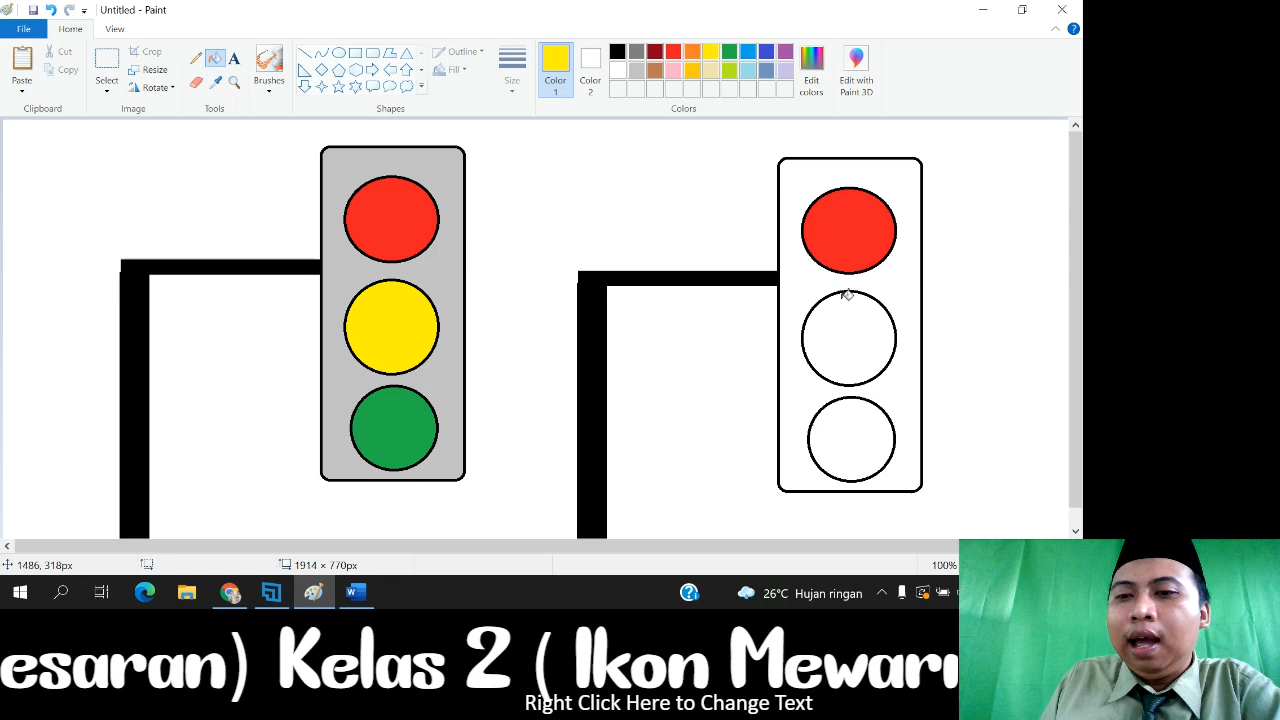 Untitled - Paint
File
Home
View
Paste
Cut
Copy
Clipboard
Select
Crop
Resize
Rotate
Image
A
Tools
Brushes
Outline
Fill
Shapes
Size
Color
1
Color
2
Edit
colors
Colors
Edit with
Paint 3D
1486, 318px
1914 × 770px
100%
26°C Hujan ringan
esaran) Kelas 2 ( Ikon Mewar
Right Click Here to Change Text